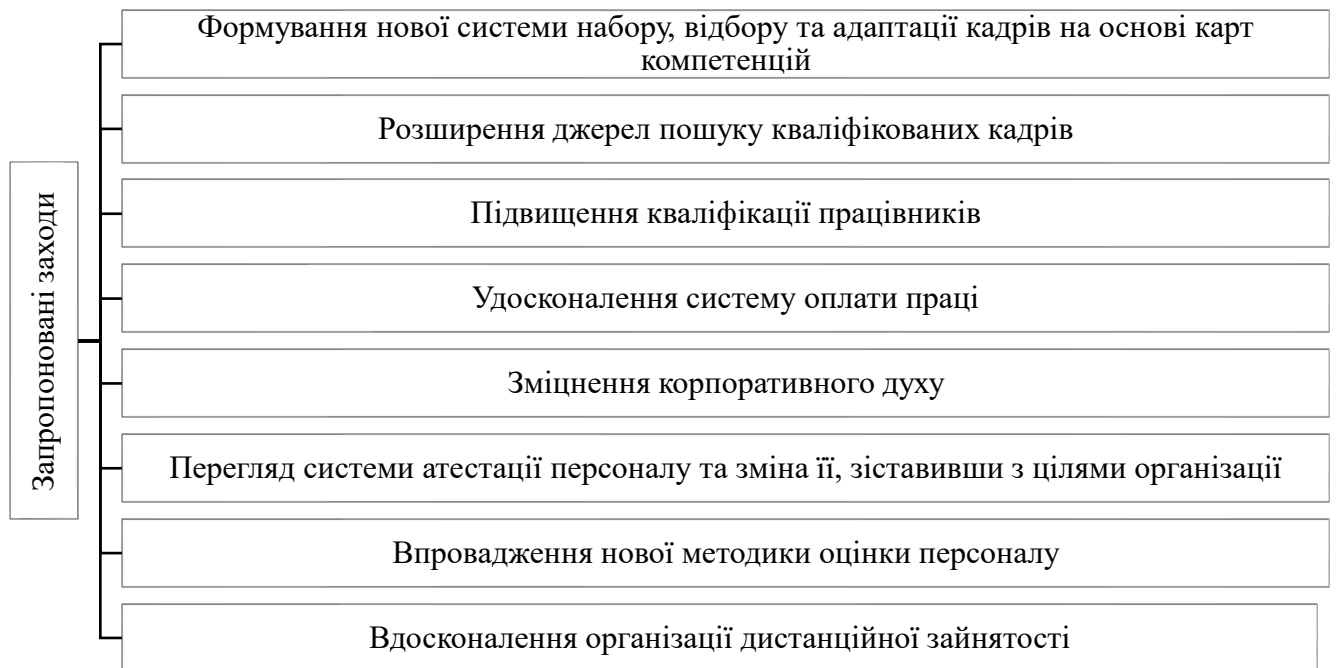 Запропоновані заходи
Формування нової системи набору, відбору та адаптації кадрів на основі карт
компетенцій
Розширення джерел пошуку кваліфікованих кадрів
Підвищення кваліфікації працівників
Удосконалення систему оплати праці
Зміцнення корпоративного духу
Перегляд системи атестації персоналу та зміна її, зіставивши з цілями організації
Впровадження нової методики оцінки персоналу
Вдосконалення організації дистанційної зайнятості